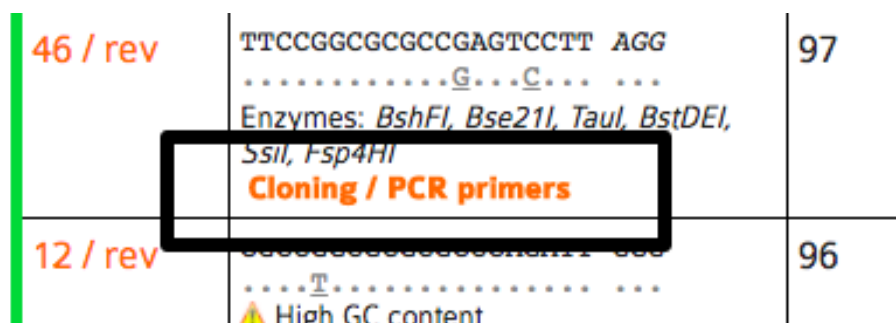 46 / rev
TTCCGGCGCGCCGAGTCCTT AGG
97
............G...C... ...
Enzymes: BshFI, Bse21I, TauI, BstDEI,
SsiI, Fsp4HI
Cloning / PCR primers
12 / rev
96
....T............... ...
High GC content